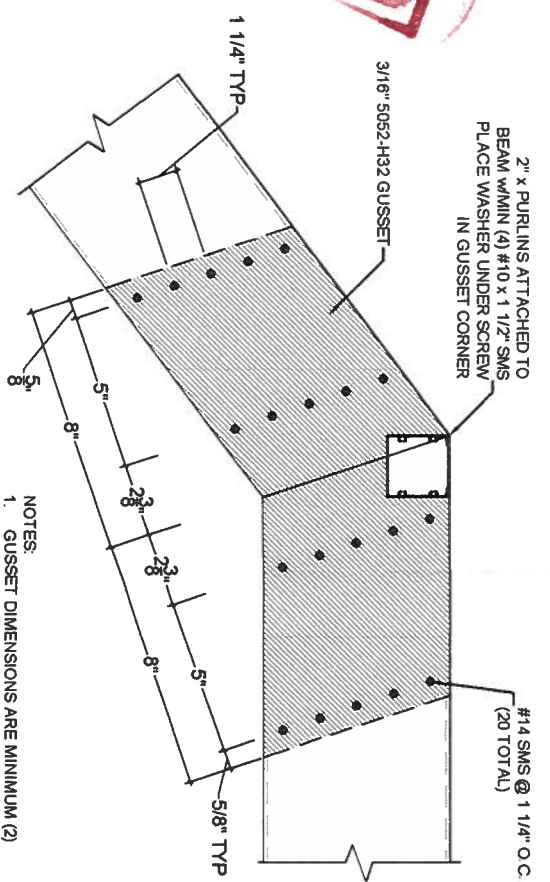 2" x PURLINS ATTACHED TO
BEAM w/MIN (4) #10 x 1 1/2" SMS
PLACE WASHER UNDER SCREW
IN GUSSET CORNER
3/16" 5052-H32 GUSSET
1 1/4" TYP
#14 SMS @ 1 1/4" O.C.
(20 TOTAL)
5/8"
5"
2 3/8"
2 3/8"
5"
5/8" TYP
8"
8"
NOTES:
1. GUSSET DIMENSIONS ARE MINIMUM (2)